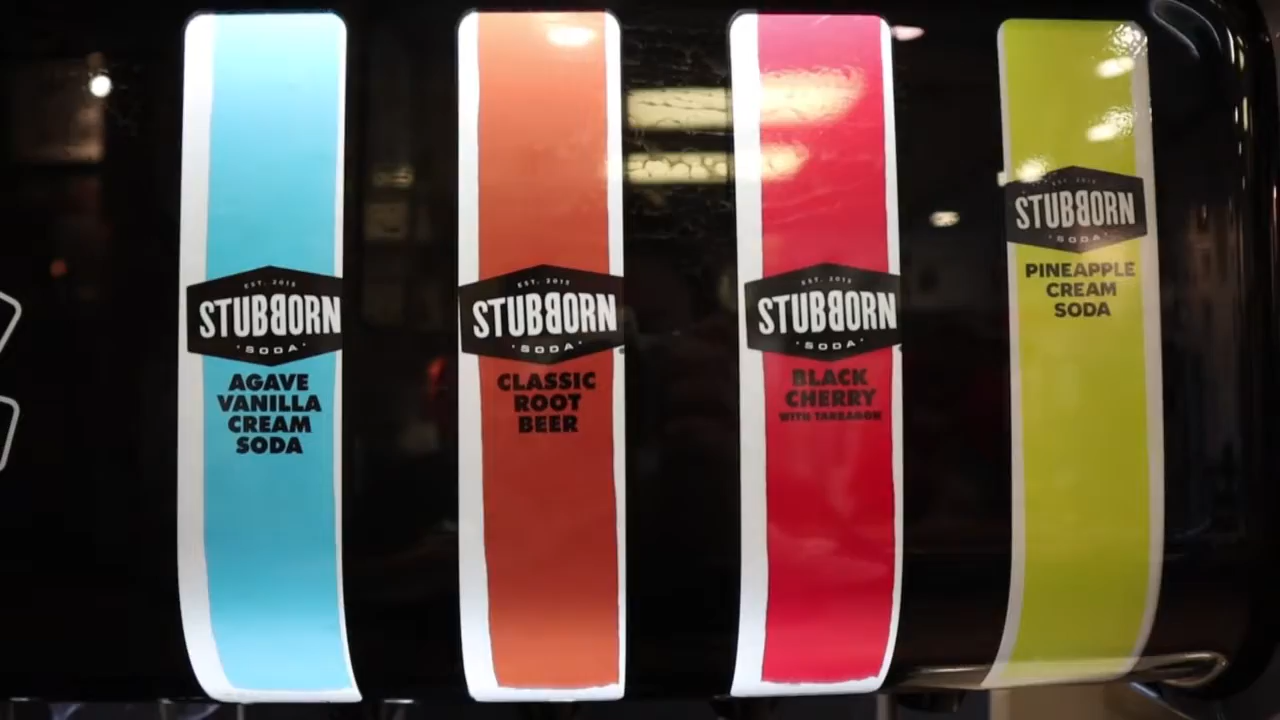 EST. 2015
STUBBORN
SODA
AGAVE
VANILLA
CREAM
SODA
EST. 2015
STUBBORN
SODA
CLASSIC
ROOT
BEER
EST. 2015
STUBBORN
SODA
BLACK
CHERRY
WITH TARRAGON
EST. 2015
STUBBORN
SODA
PINEAPPLE
CREAM
SODA